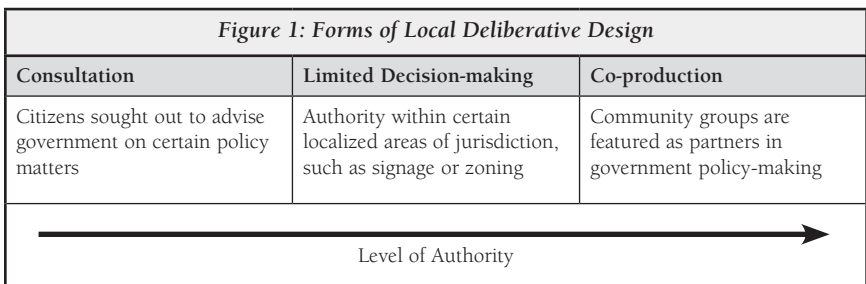 Figure 1: Forms of Local Deliberative Design
Consultation
Limited Decision-making
Co-production
Citizens sought out to advise
government on certain policy
matters
Authority within certain
localized areas of jurisdiction,
such as signage or zoning
Community groups are
featured as partners in
government policy-making
Level of Authority